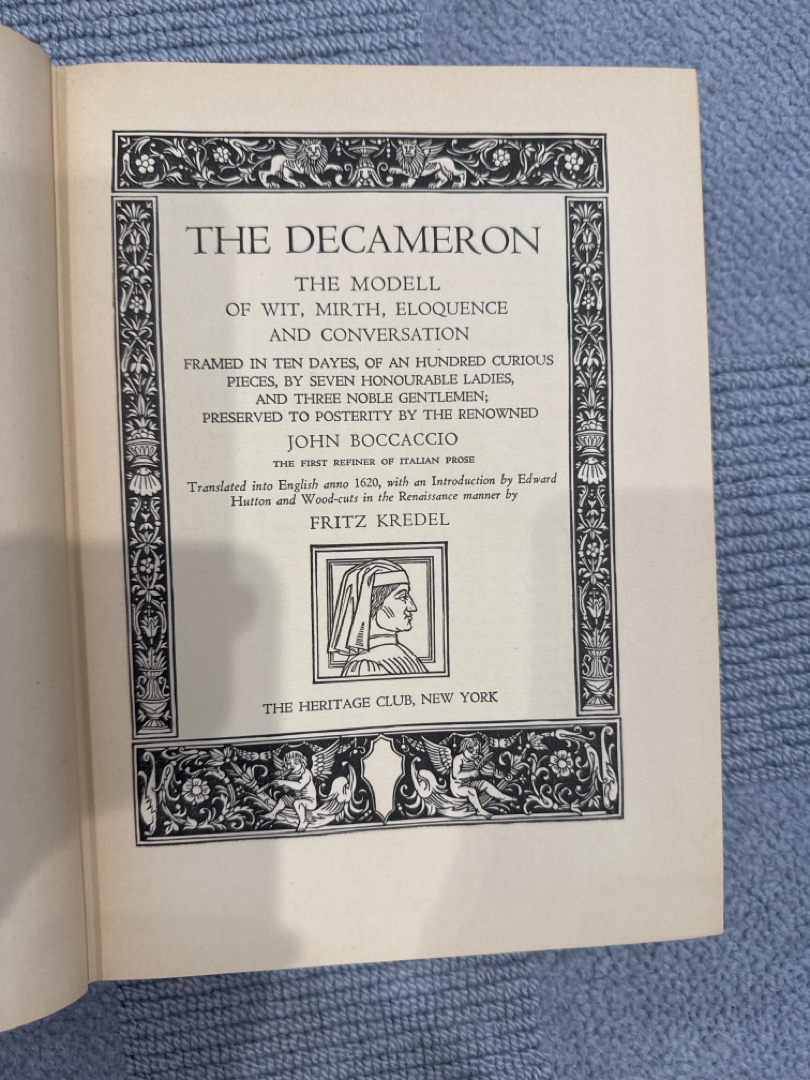 THE DECAMERON
THE MODELL
OF WIT, MIRTH, ELOQUENCE
AND CONVERSATION
FRAMED IN TEN DAYES, OF AN HUNDRED CURIOUS
PIECES, BY SEVEN HONOURABLE LADIES,
AND THREE NOBLE GENTLEMEN;
PRESERVED TO POSTERITY BY THE RENOWNED
JOHN BOCCACCIO
THE FIRST REFINER OF ITALIAN PROSE
Translated into English anno 1620, with an Introduction by Edward
Hutton and Wood-cuts in the Renaissance manner by
FRITZ KREDEL
THE HERITAGE CLUB, NEW YORK